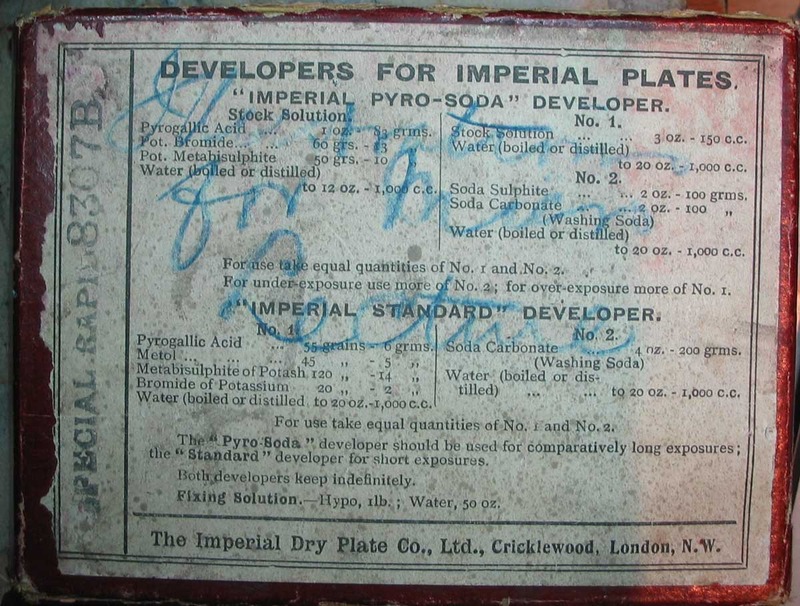 DEVELOPERS FOR IMPERIAL PLATES.
"IMPERIAL PYRO-SODA" DEVELOPER.
Stock Solution.
Pyrogallic Acid ... 1 oz. 83 grms.
Pot. Bromide... ... 60 grs. - 13 „
Pot. Metabisulphite 50 grs. - 10 „
Water (boiled or distilled)
to 12 oz. - 1,000 c.c.
No. 1.
Stock Solution ... ... 3 oz. - 150 c.c.
Water (boiled or distilled)
to 20 oz. - 1,000 c.c.
No. 2.
Soda Sulphite ... ... 2 oz. - 100 grms.
Soda Carbonate ... 2 oz. - 100 „
(Washing Soda)
Water (boiled or distilled)
to 20 oz. - 1,000 c.c.
For use take equal quantities of No. 1 and No. 2.
For under-exposure use more of No. 2; for over-exposure more of No. 1.
"IMPERIAL STANDARD" DEVELOPER.
No. 1.
Pyrogallic Acid ... 55 grains - 6 grms.
Metol ... ... ... 45 „ - 5 „
Metabisulphite of Potash 120 „ - 14 „
Bromide of Potassium 20 „ - 2 „
Water (boiled or distilled) to 20 oz. - 1,000 c.c.
No. 2.
Soda Carbonate ... 4 oz. - 200 grms.
(Washing Soda)
Water (boiled or dis-
tilled) ... ... to 20 oz. - 1,000 c.c.
For use take equal quantities of No. 1 and No. 2.
The "Pyro-Soda" developer should be used for comparatively long exposures;
the "Standard" developer for short exposures.
Both developers keep indefinitely.
Fixing Solution.—Hypo, 1lb.; Water, 50 oz.
The Imperial Dry Plate Co., Ltd., Cricklewood, London, N.W.
SPECIAL RAPID 8307B
for
Lecture